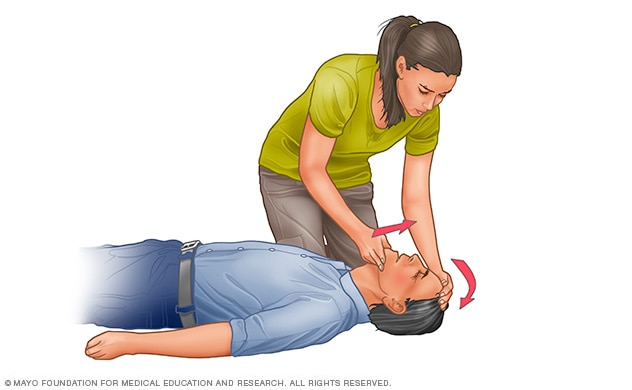 © MAYO FOUNDATION FOR MEDICAL EDUCATION AND RESEARCH. ALL RIGHTS RESERVED.